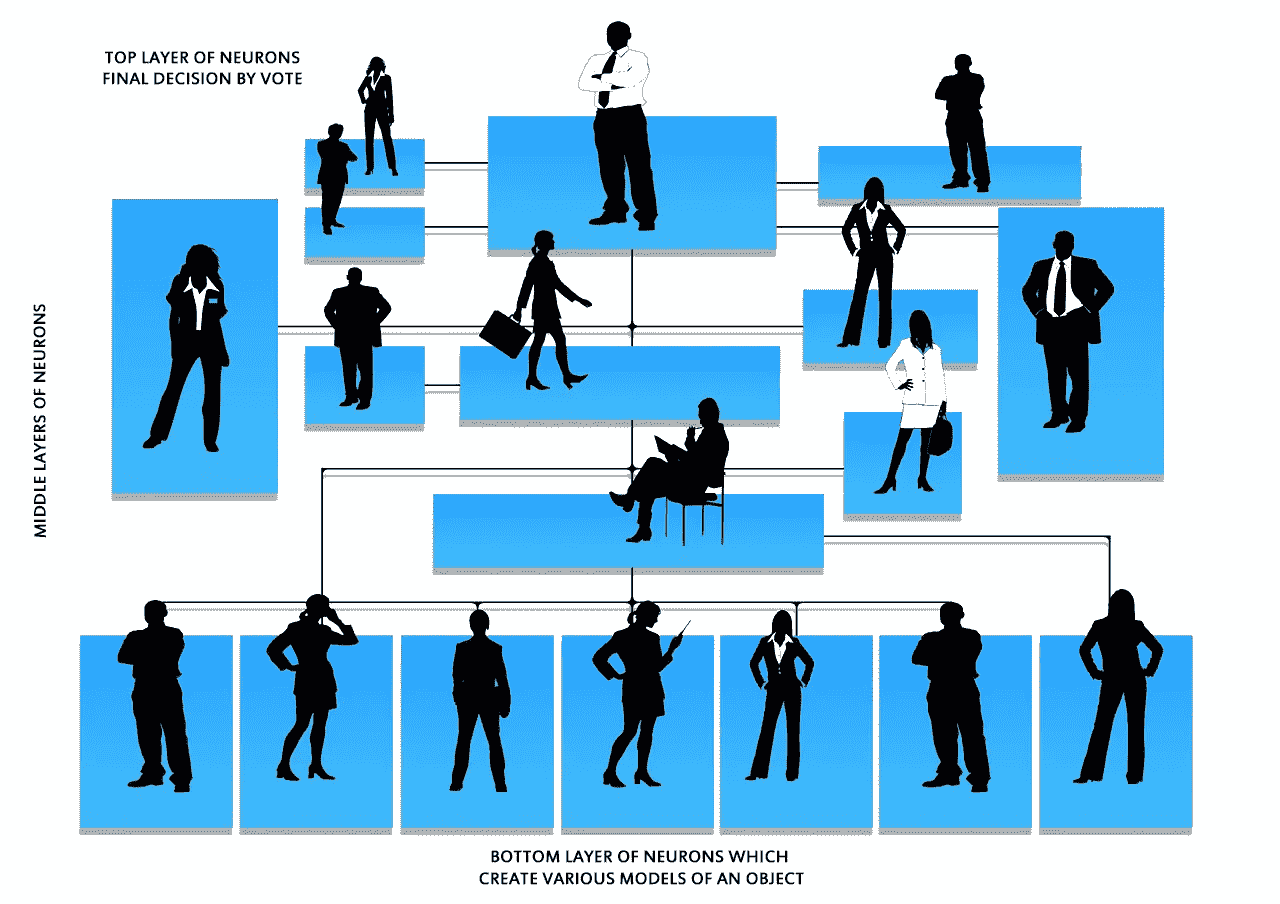 TOP LAYER OF NEURONS
FINAL DECISION BY VOTE
MIDDLE LAYERS OF NEURONS
BOTTOM LAYER OF NEURONS WHICH
CREATE VARIOUS MODELS OF AN OBJECT